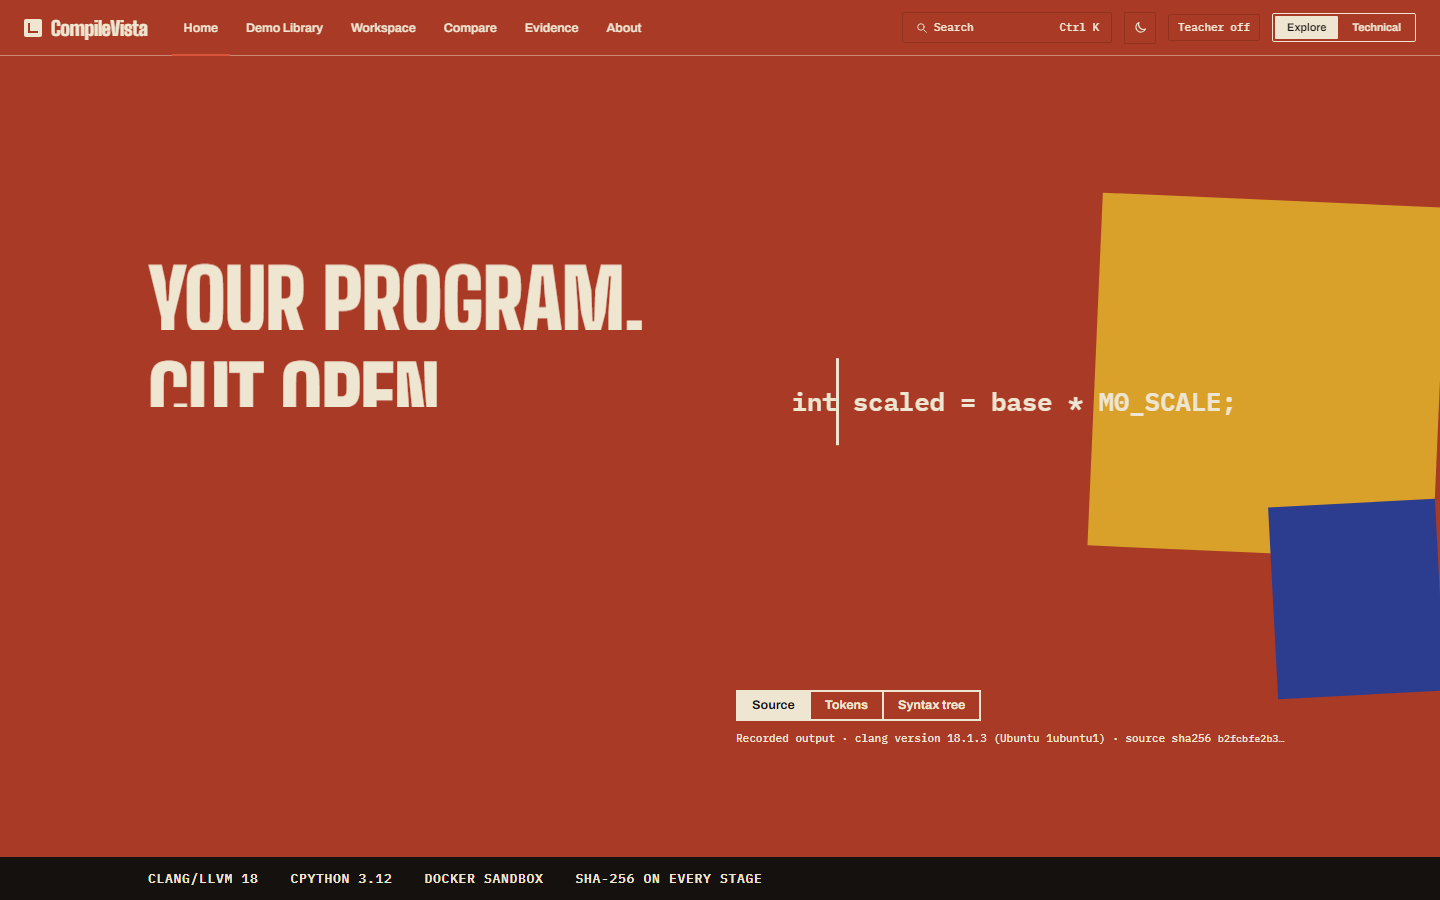 CompileVista
Home Demo Library Workspace Compare Evidence About
Search Ctrl K
Teacher off
Explore Technical
YOUR PROGRAM.
CUT OPEN
int scaled = base * M0_SCALE;
Source Tokens Syntax tree
Recorded output · clang version 18.1.3 (Ubuntu 1ubuntu1) · source sha256 b2fcbfe2b3…
CLANG/LLVM 18 CPYTHON 3.12 DOCKER SANDBOX SHA-256 ON EVERY STAGE